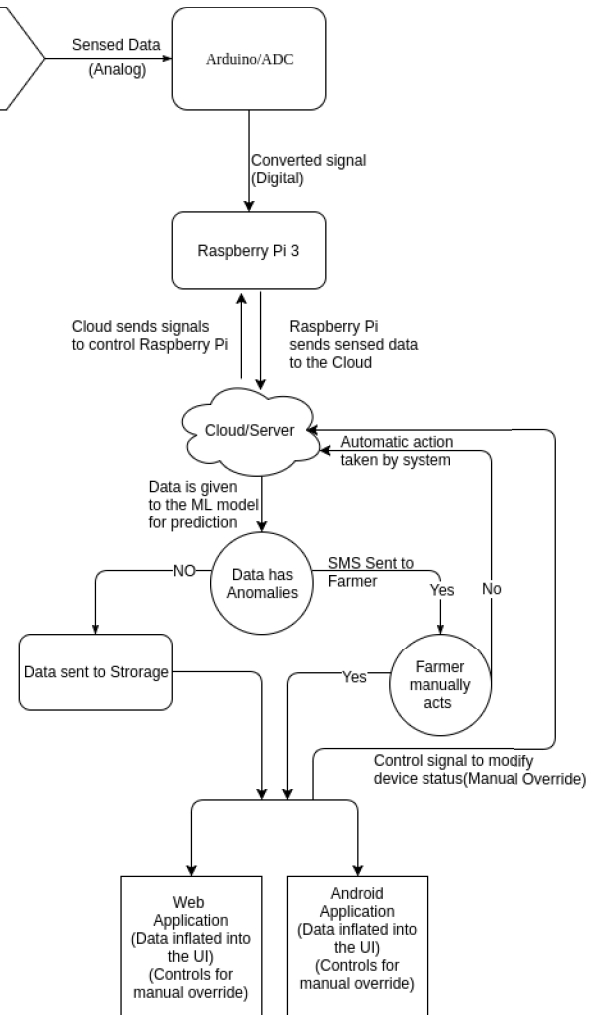 Sensed Data
(Analog)
Arduino/ADC
Converted signal
(Digital)
Raspberry Pi 3
Cloud sends signals
to control Raspberry Pi
Raspberry Pi
sends sensed data
to the Cloud
Cloud/Server
Automatic action
taken by system
Data is given
to the ML model
for prediction
NO
Data has
Anomalies
SMS Sent to
Farmer
Yes
No
Data sent to Strorage
Yes
Farmer
manually
acts
Control signal to modify
device status(Manual Override)
Web
Application
(Data inflated into
the UI)
(Controls for
manual override)
Android
Application
(Data inflated into
the UI)
(Controls for
manual override)